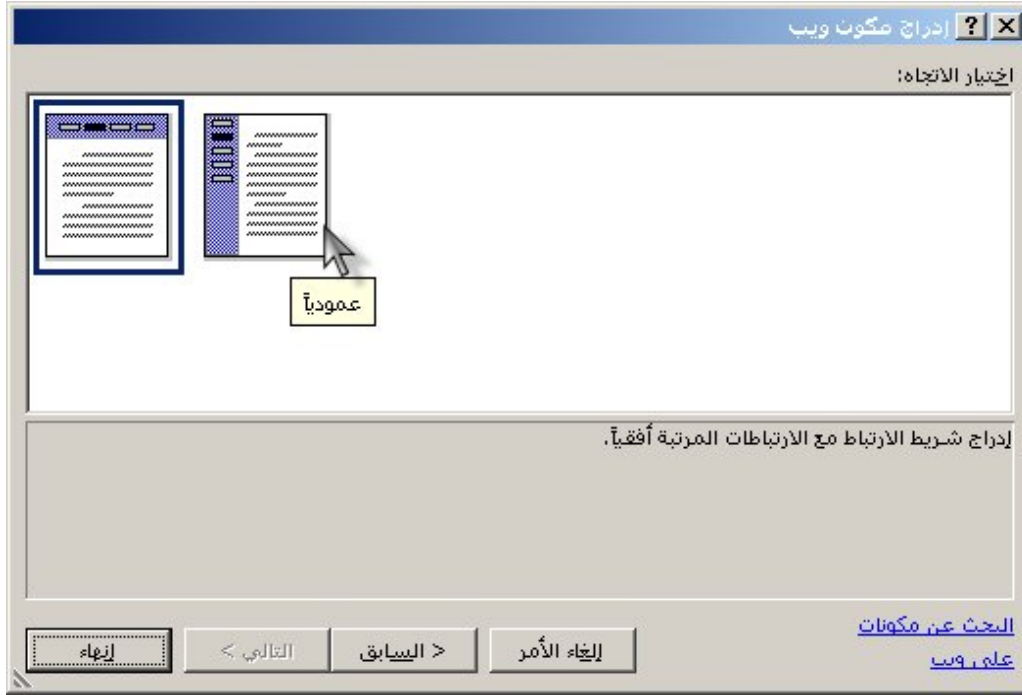 إدراج مكون ويب
اختيار الاتجاه:
عمودياً
إدراج شريط الارتباط مع الارتباطات المرتبة أفقياً.
البحث عن مكونات
على ويب
إلغاء الأمر
< السابق
التالي >
إنهاء